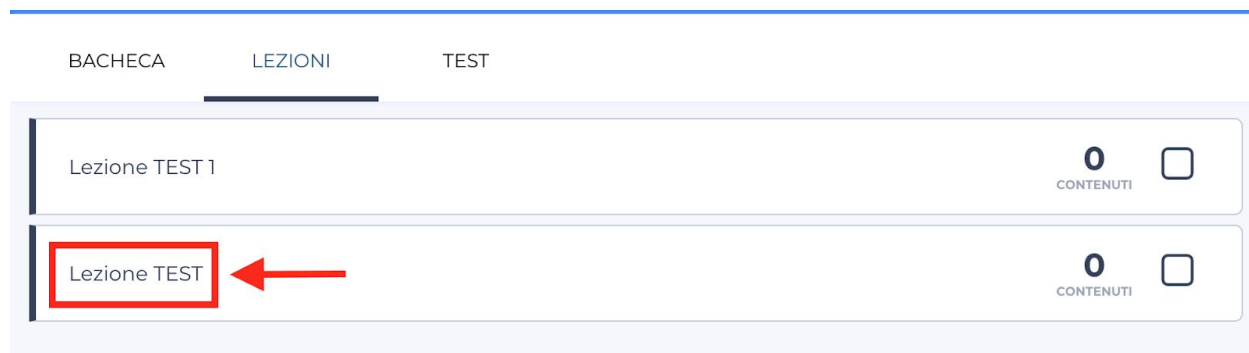 BACHECA LEZIONI TEST
Lezione TEST 1
0
CONTENUTI
Lezione TEST
0
CONTENUTI